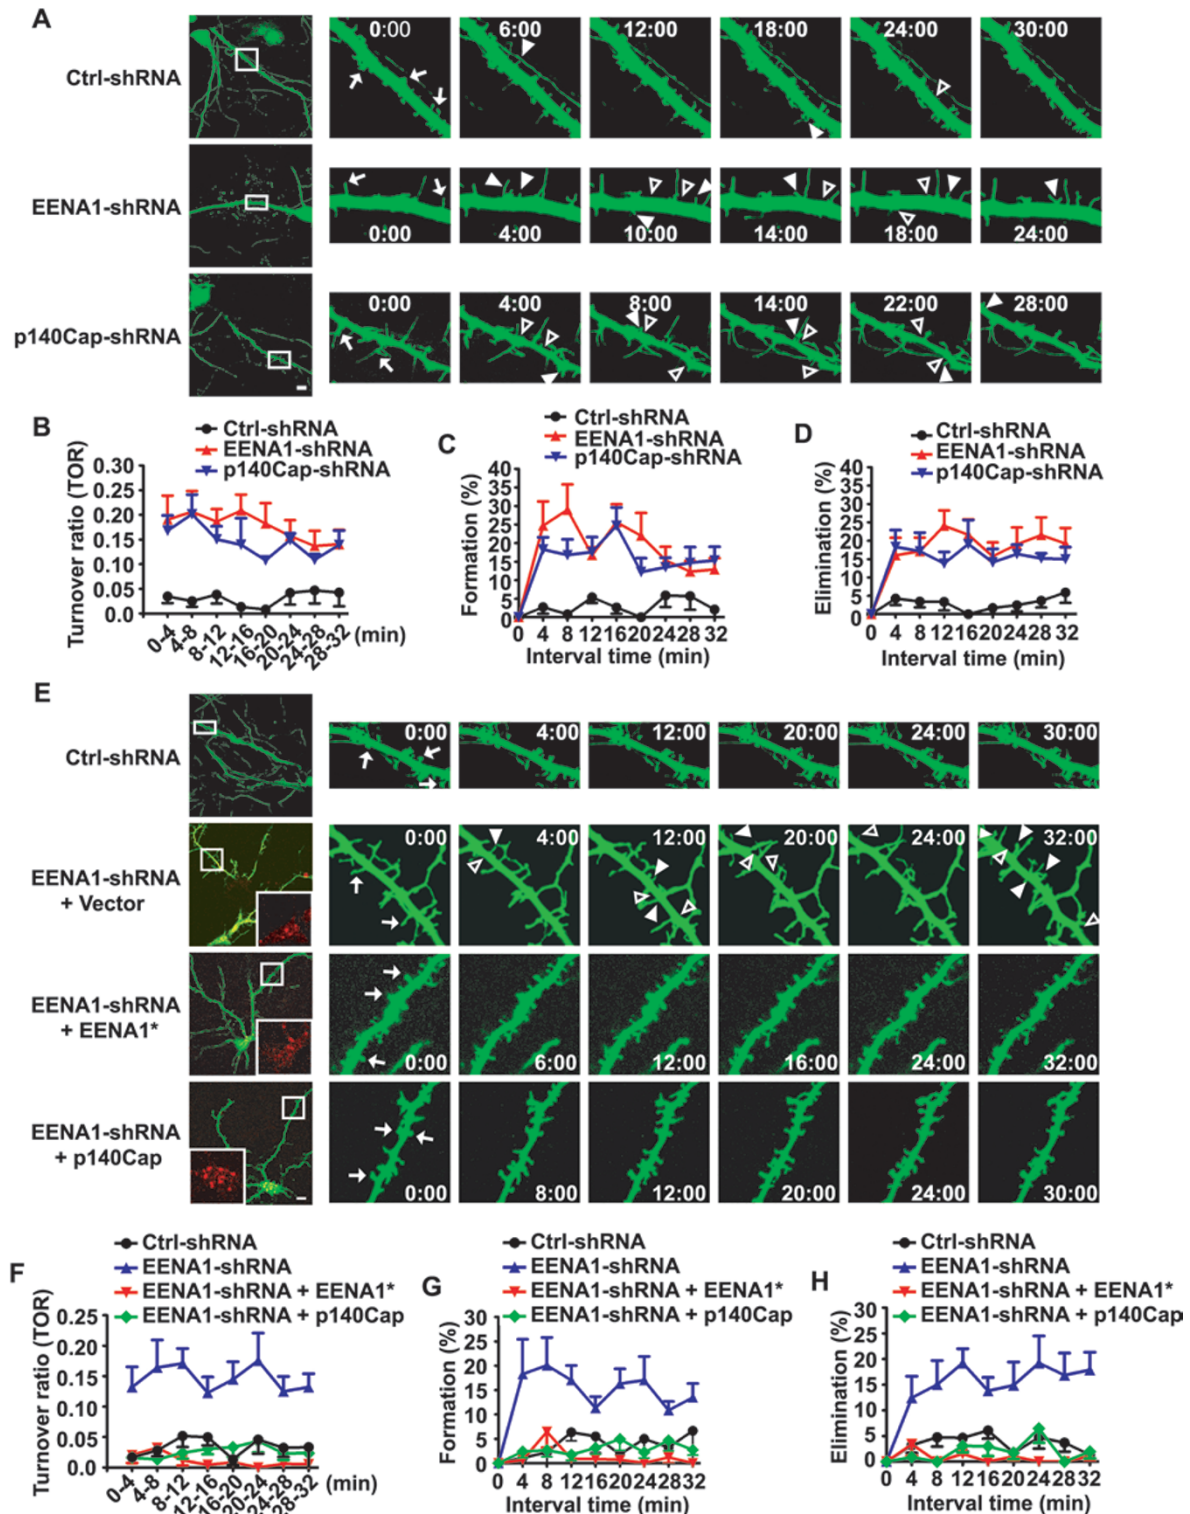 A
Ctrl-shRNA
0:00 6:00 12:00 18:00 24:00 30:00
EENA1-shRNA
0:00 4:00 10:00 14:00 18:00 24:00
p140Cap-shRNA
0:00 4:00 8:00 14:00 22:00 28:00
B
Ctrl-shRNA
EENA1-shRNA
p140Cap-shRNA
Turnover ratio (TOR)
0.30
0.25
0.20
0.15
0.10
0.05
0.0
0-4 4-8 8-12 12-16 16-20 20-24 24-28 28-32 (min)
C
Ctrl-shRNA
EENA1-shRNA
p140Cap-shRNA
Formation (%)
40
35
30
25
20
15
10
5
0
0 4 8 12 16 20 24 28 32
Interval time (min)
D
Ctrl-shRNA
EENA1-shRNA
p140Cap-shRNA
Elimination (%)
40
35
30
25
20
15
10
5
0
0 4 8 12 16 20 24 28 32
Interval time (min)
E
Ctrl-shRNA
0:00 4:00 12:00 20:00 24:00 30:00
EENA1-shRNA
+ Vector
0:00 4:00 12:00 20:00 24:00 32:00
EENA1-shRNA
+ EENA1*
0:00 6:00 12:00 16:00 24:00 32:00
EENA1-shRNA
+ p140Cap
0:00 8:00 12:00 20:00 24:00 30:00
F
Ctrl-shRNA
EENA1-shRNA
EENA1-shRNA + EENA1*
EENA1-shRNA + p140Cap
Turnover ratio (TOR)
0.25
0.20
0.15
0.10
0.05
0.00
0-4 4-8 8-12 12-16 16-20 20-24 24-28 28-32 (min)
G
Ctrl-shRNA
EENA1-shRNA
EENA1-shRNA + EENA1*
EENA1-shRNA + p140Cap
Formation (%)
30
25
20
15
10
5
0
0 4 8 12 16 20 24 28 32
Interval time (min)
H
Ctrl-shRNA
EENA1-shRNA
EENA1-shRNA + EENA1*
EENA1-shRNA + p140Cap
Elimination (%)
30
25
20
15
10
5
0
0 4 8 12 16 20 24 28 32
Interval time (min)